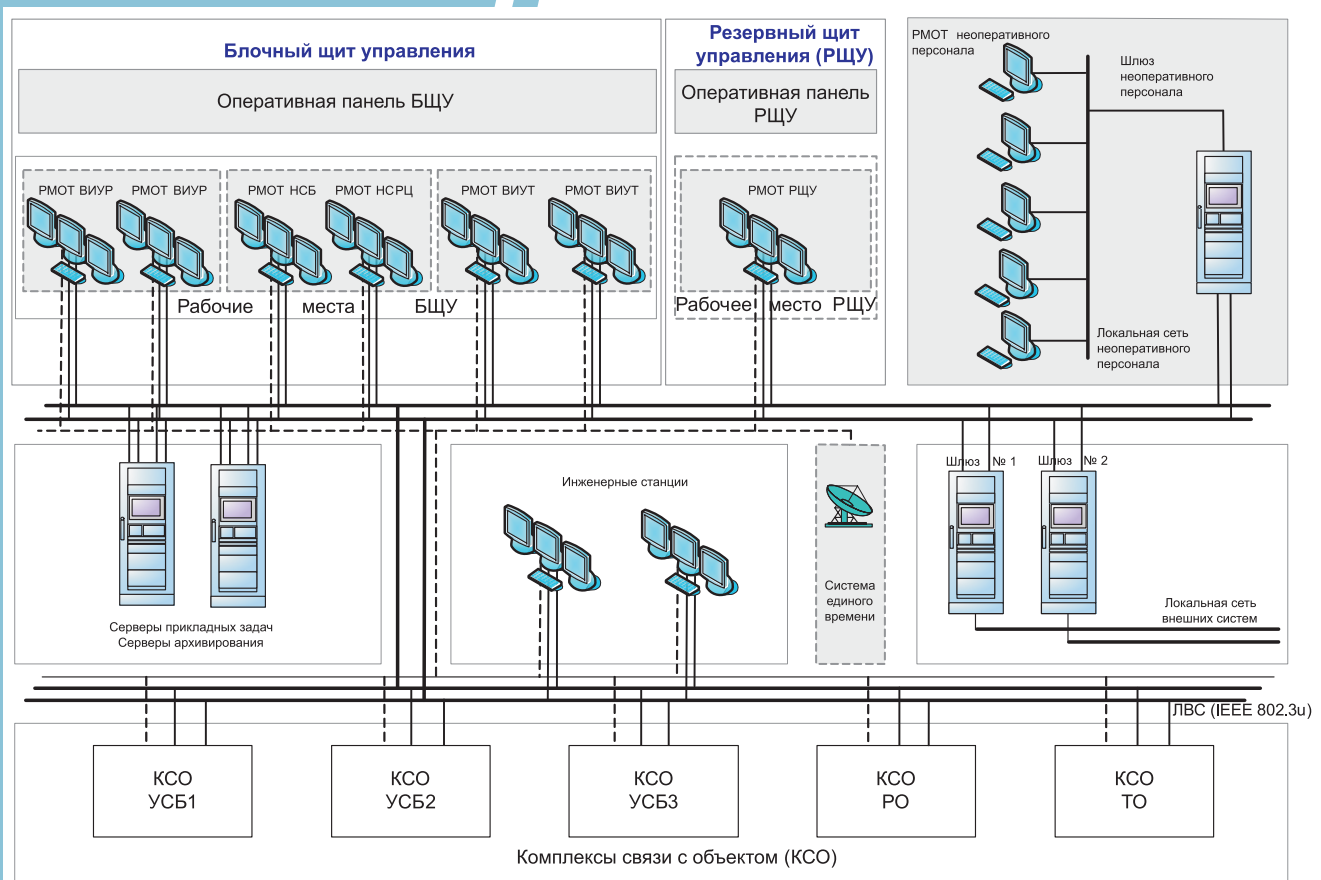 Блочный щит управления
Оперативная панель БЩУ
РМОТ ВИУР
РМОТ ВИУР
РМОТ НСБ
РМОТ НСРЦ
РМОТ ВИУТ
РМОТ ВИУТ
Рабочие места БЩУ
Резервный щит
управления (РЩУ)
Оперативная панель
РЩУ
РМОТ РЩУ
Рабочее место РЩУ
РМОТ неоперативного
персонала
Шлюз
неоперативного
персонала
Локальная сеть
неоперативного
персонала
Серверы прикладных задач
Серверы архивирования
Инженерные станции
Система
единого
времени
Шлюз № 1
Шлюз № 2
Локальная сеть
внешних систем
ЛВС (IEEE 802.3u)
КСО
УСБ1
КСО
УСБ2
КСО
УСБ3
КСО
РО
КСО
ТО
Комплексы связи с объектом (КСО)